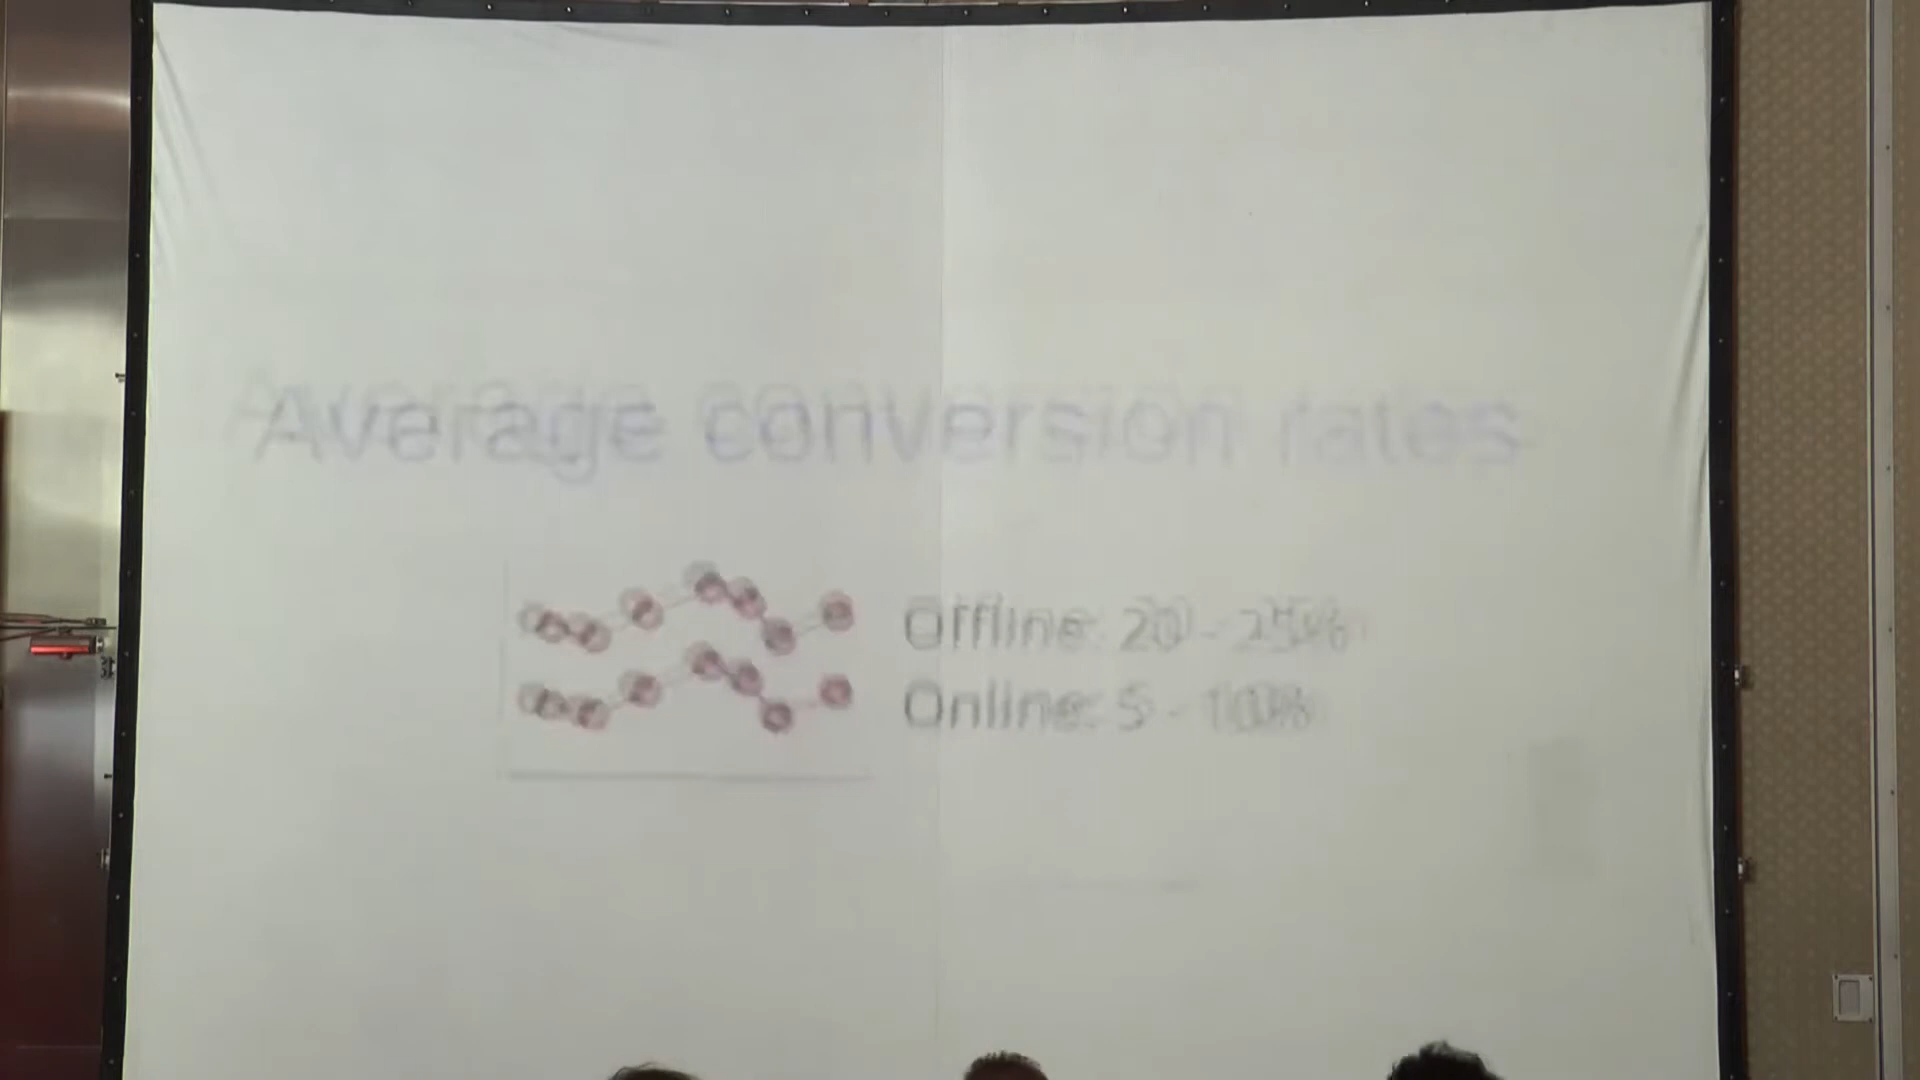 Average conversion rates
Offline: 20 - 25%
Online: 5 - 10%